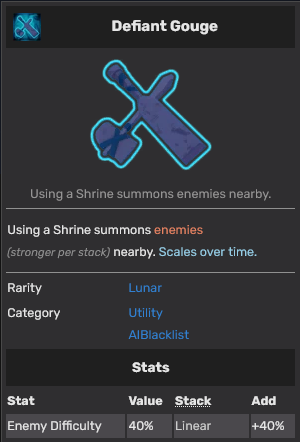 Defiant Gouge
Using a Shrine summons enemies nearby.
Using a Shrine summons enemies
(stronger per stack) nearby. Scales over time.
Rarity Lunar
Category Utility
AIBlacklist
Stats
Stat Value Stack Add
Enemy Difficulty 40% Linear +40%